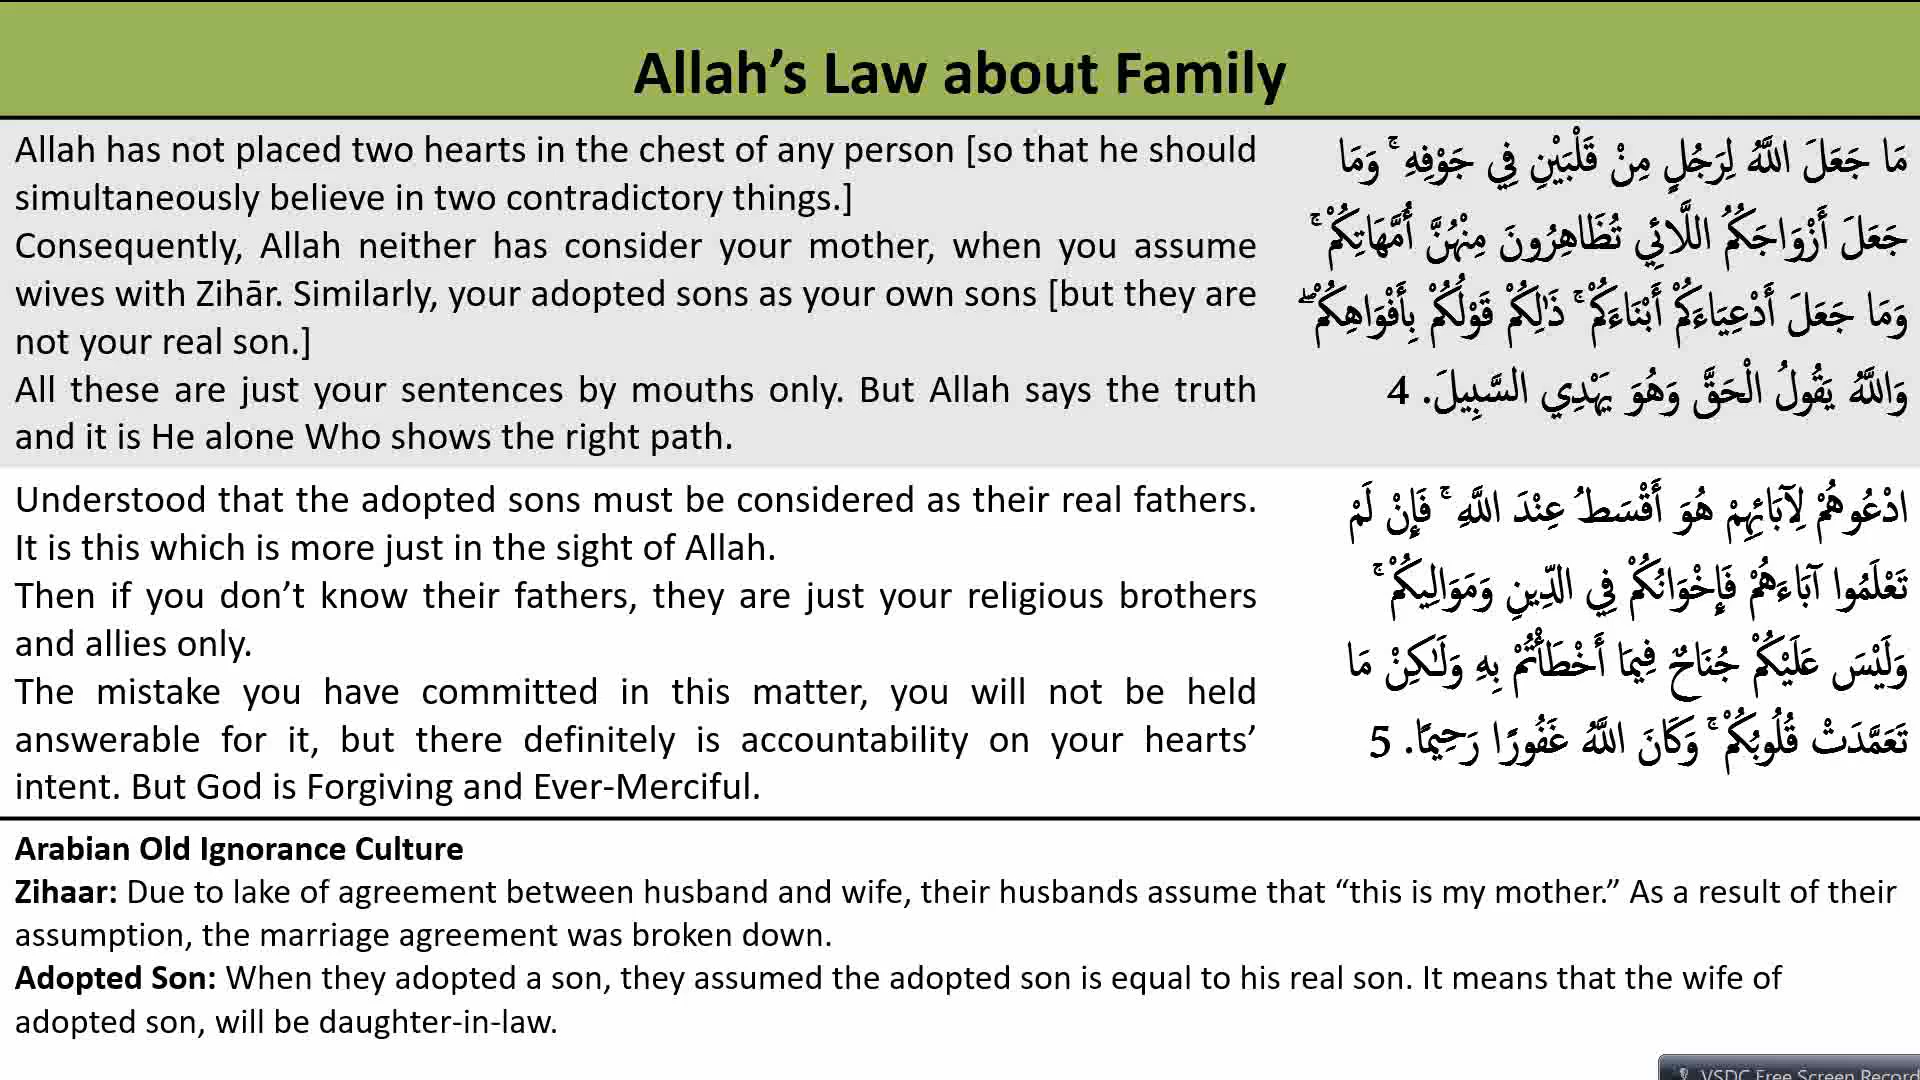 Allah’s Law about Family
Allah has not placed two hearts in the chest of any person [so that he should
simultaneously believe in two contradictory things.]
Consequently, Allah neither has consider your mother, when you assume
wives with Zihār. Similarly, your adopted sons as your own sons [but they are
not your real son.]
All these are just your sentences by mouths only. But Allah says the truth
and it is He alone Who shows the right path.
مَا جَعَلَ اللَّهُ لِرَجُلٍ مِنْ قَلْبَيْنِ فِي جَوْفِهِ ۚ وَمَا
جَعَلَ أَزْوَاجَكُمُ اللَّائِي تُظَاهِرُونَ مِنْهُنَّ أُمَّهَاتِكُمْ ۚ
وَمَا جَعَلَ أَدْعِيَاءَكُمْ أَبْنَاءَكُمْ ۚ ذَٰلِكُمْ قَوْلُكُمْ بِأَفْوَاهِكُمْ ۖ
وَاللَّهُ يَقُولُ الْحَقَّ وَهُوَ يَهْدِي السَّبِيلَ. 4
Understood that the adopted sons must be considered as their real fathers.
It is this which is more just in the sight of Allah.
Then if you don’t know their fathers, they are just your religious brothers
and allies only.
The mistake you have committed in this matter, you will not be held
answerable for it, but there definitely is accountability on your hearts’
intent. But God is Forgiving and Ever-Merciful.
ادْعُوهُمْ لِآبَائِهِمْ هُوَ أَقْسَطُ عِنْدَ اللَّهِ ۚ فَإِنْ لَمْ
تَعْلَمُوا آبَاءَهُمْ فَإِخْوَانُكُمْ فِي الدِّينِ وَمَوَالِيكُمْ ۚ
وَلَيْسَ عَلَيْكُمْ جُنَاحٌ فِيمَا أَخْطَأْتُمْ بِهِ وَلَٰكِنْ مَا
تَعَمَّدَتْ قُلُوبُكُمْ ۚ وَكَانَ اللَّهُ غَفُورًا رَحِيمًا. 5
Arabian Old Ignorance Culture
Zihaar: Due to lake of agreement between husband and wife, their husbands assume that “this is my mother.” As a result of their
assumption, the marriage agreement was broken down.
Adopted Son: When they adopted a son, they assumed the adopted son is equal to his real son. It means that the wife of
adopted son, will be daughter-in-law.
VSDC Free Screen Record